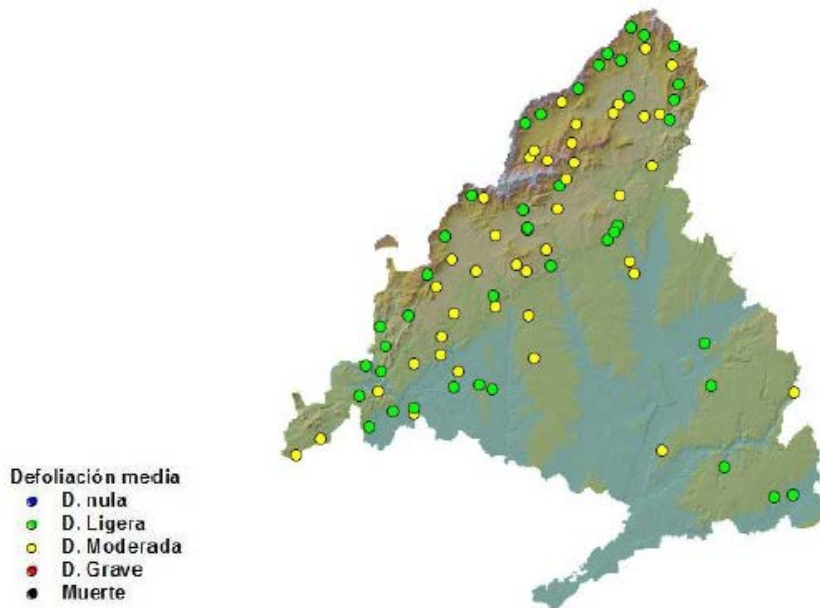 Defoliación media
D. nula
D. Ligera
D. Moderada
D. Grave
Muerte